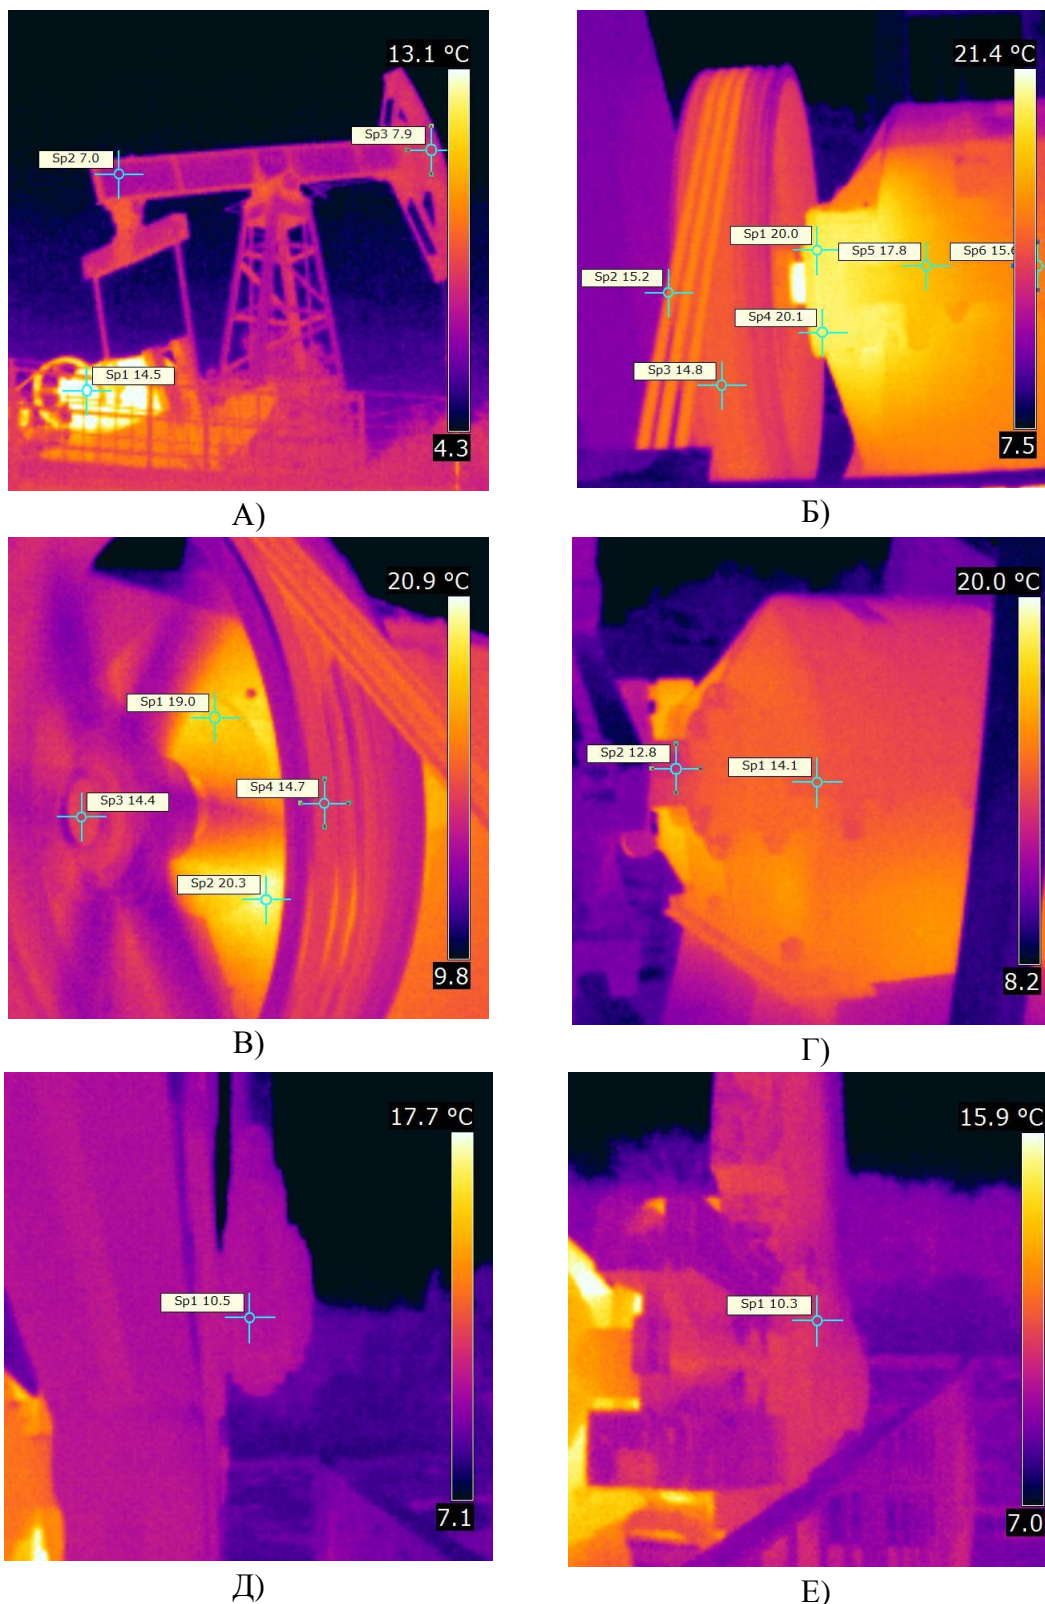 13.1 °C
Sp3 7.9
Sp2 7.0
Sp1 14.5
4.3
А)
21.4 °C
Sp1 20.0
Sp5 17.8
Sp6 15.6
Sp2 15.2
Sp4 20.1
Sp3 14.8
7.5
Б)
20.9 °C
Sp1 19.0
Sp4 14.7
Sp3 14.4
Sp2 20.3
9.8
В)
20.0 °C
Sp2 12.8
Sp1 14.1
8.2
Г)
17.7 °C
Sp1 10.5
7.1
Д)
15.9 °C
Sp1 10.3
7.0
Е)